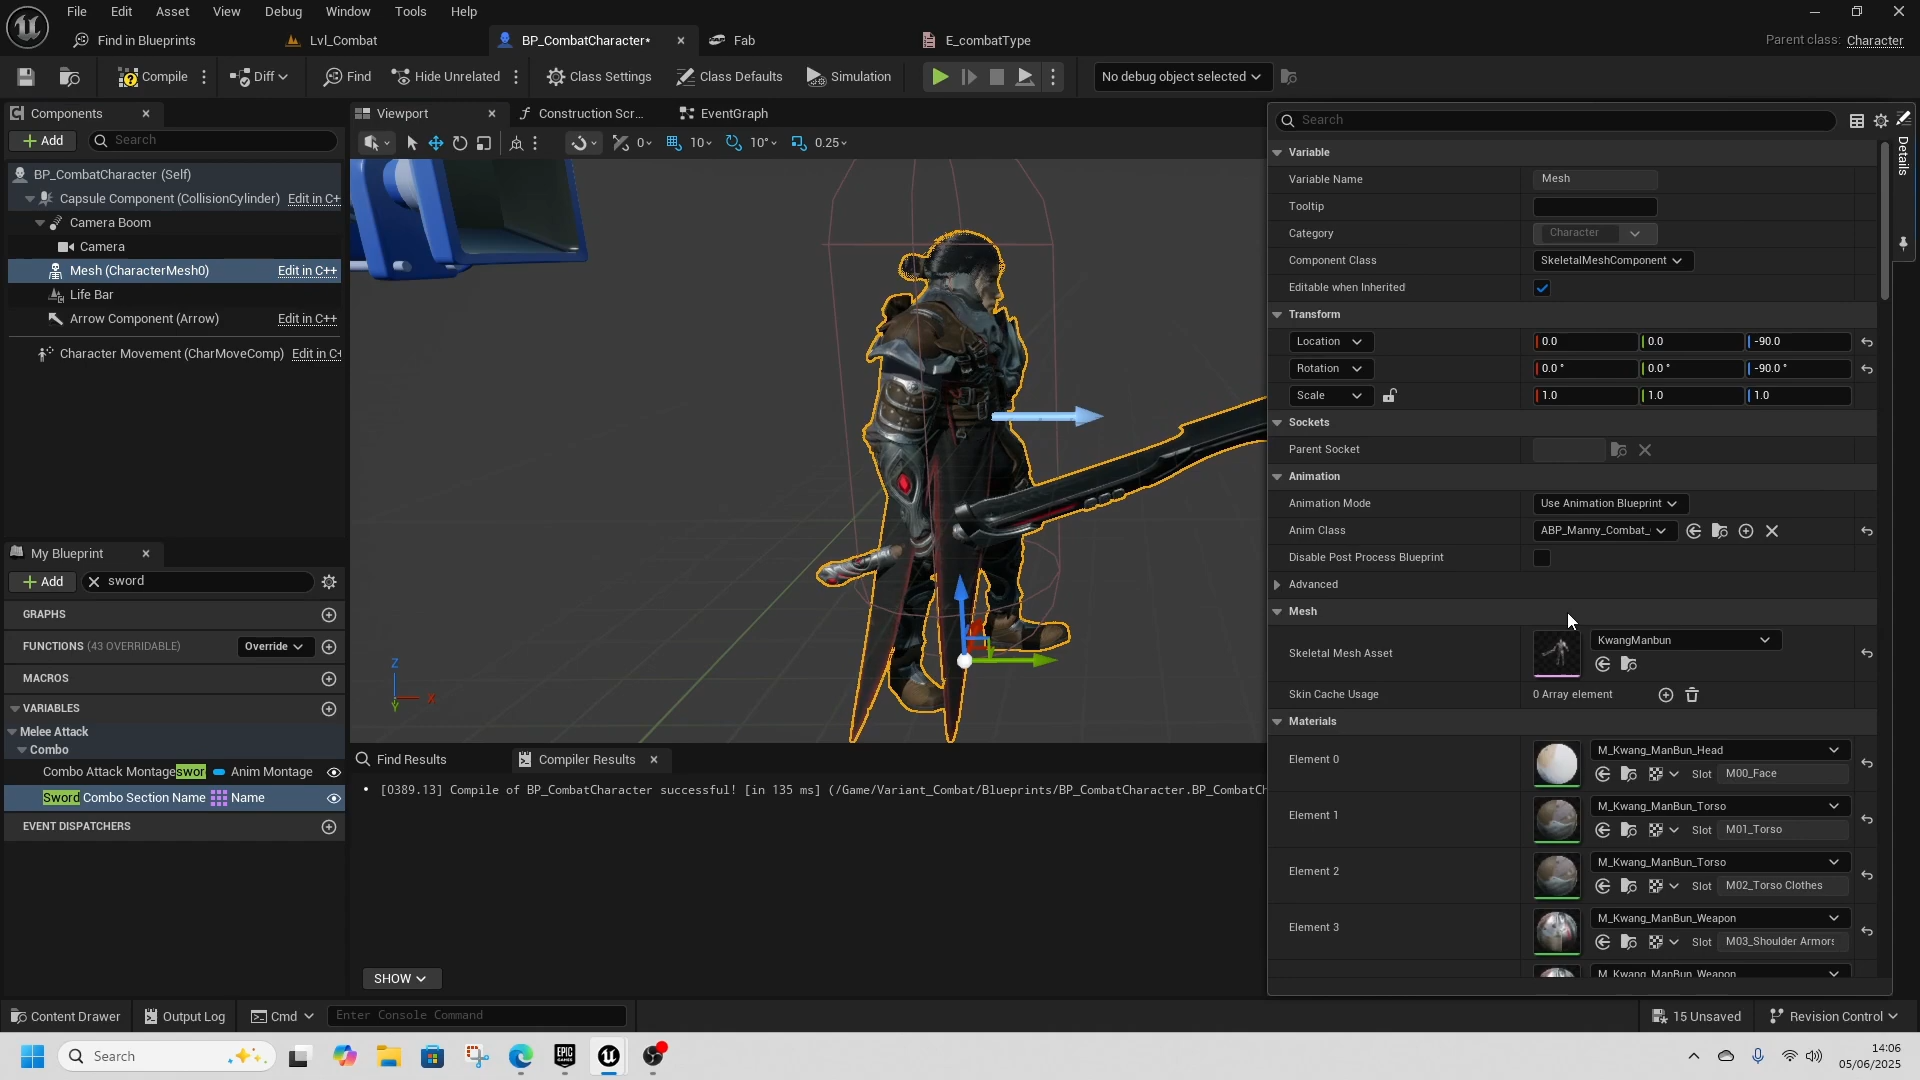 File Edit Asset View Debug Window Tools Help
Find in Blueprints Lvl_Combat BP_CombatCharacter* Fab E_combatType Parent class: Character
Compile Diff Find Hide Unrelated Class Settings Class Defaults Simulation No debug object selected
Components Viewport Construction Scr... EventGraph
Add Search 0 10 10° 0.25 Search
Details
BP_CombatCharacter (Self)
Capsule Component (CollisionCylinder) Edit in C+
Camera Boom
Camera
Mesh (CharacterMesh0) Edit in C++
Life Bar
Arrow Component (Arrow) Edit in C++
Character Movement (CharMoveComp) Edit in C
My Blueprint
Add sword
GRAPHS
FUNCTIONS (43 OVERRIDABLE) Override
MACROS
VARIABLES
Melee Attack
Combo
Combo Attack Montagesword Anim Montage
Sword Combo Section Name Name
EVENT DISPATCHERS
Z
X
Y
Find Results Compiler Results
[0389.13] Compile of BP_CombatCharacter successful! [in 135 ms] (/Game/Variant_Combat/Blueprints/BP_CombatCharacter.BP_CombatCh
SHOW
Variable
Variable Name Mesh
Tooltip
Category Character
Component Class SkeletalMeshComponent
Editable when Inherited
Transform
Location 0.0 0.0 -90.0
Rotation 0.0 ° 0.0 ° -90.0 °
Scale 1.0 1.0 1.0
Sockets
Parent Socket
Animation
Animation Mode Use Animation Blueprint
Anim Class ABP_Manny_Combat_
Disable Post Process Blueprint
Advanced
Mesh
Skeletal Mesh Asset KwangManbun
Skin Cache Usage 0 Array element
Materials
Element 0 M_Kwang_ManBun_Head
Slot M00_Face
Element 1 M_Kwang_ManBun_Torso
Slot M01_Torso
Element 2 M_Kwang_ManBun_Torso
Slot M02_Torso Clothes
Element 3 M_Kwang_ManBun_Weapon
Slot M03_Shoulder Armors
M_Kwang_ManBun_Weapon
Content Drawer Output Log Cmd Enter Console Command 15 Unsaved Revision Control
Search EPIC GAMES 14:06
05/06/2025